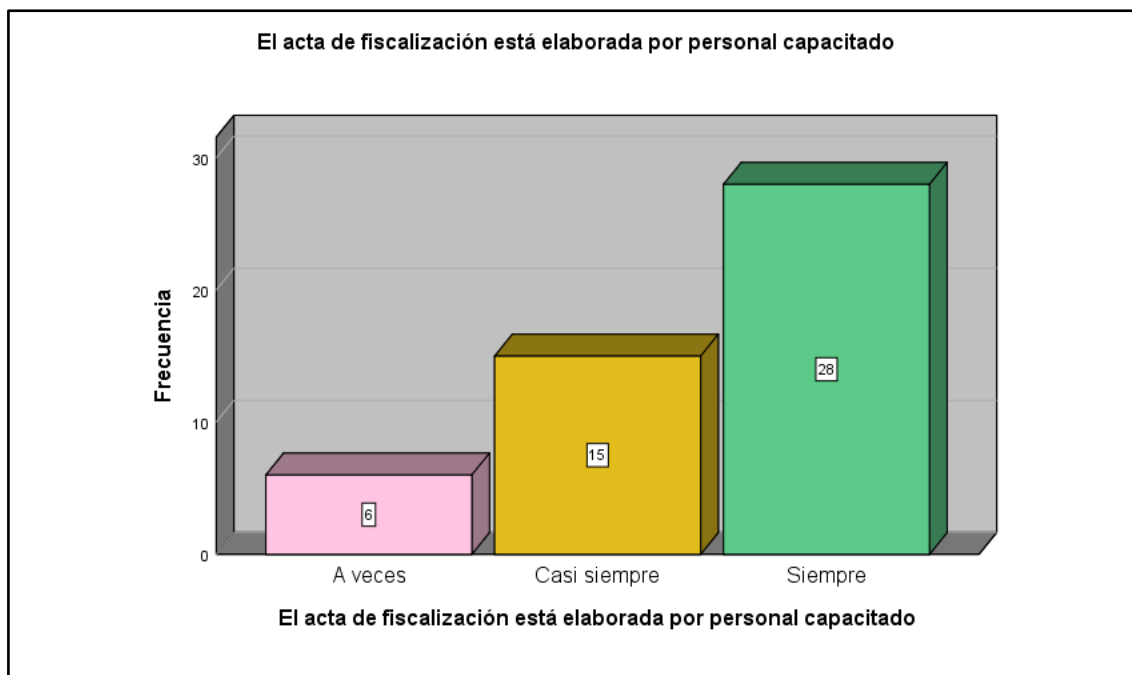 El acta de fiscalización está elaborada por personal capacitado
Frecuencia
30
20
10
0
6
15
28
A veces
Casi siempre
Siempre
El acta de fiscalización está elaborada por personal capacitado